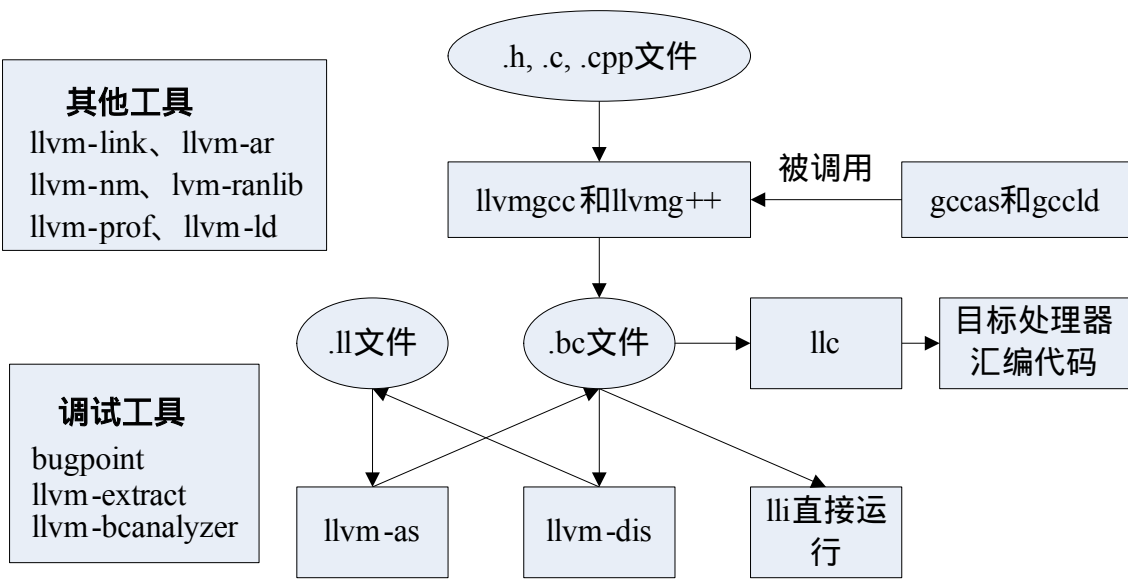 .h, .c, .cpp文件
其他工具
llvm-link、llvm-ar
llvm-nm、lvm-ranlib
llvm-prof、llvm-ld
llvmgcc和llvmg++
被调用
gccas和gccld
.ll文件
.bc文件
llc
目标处理器
汇编代码
调试工具
bugpoint
llvm-extract
llvm-bcanalyzer
llvm-as
llvm-dis
lli直接运
行